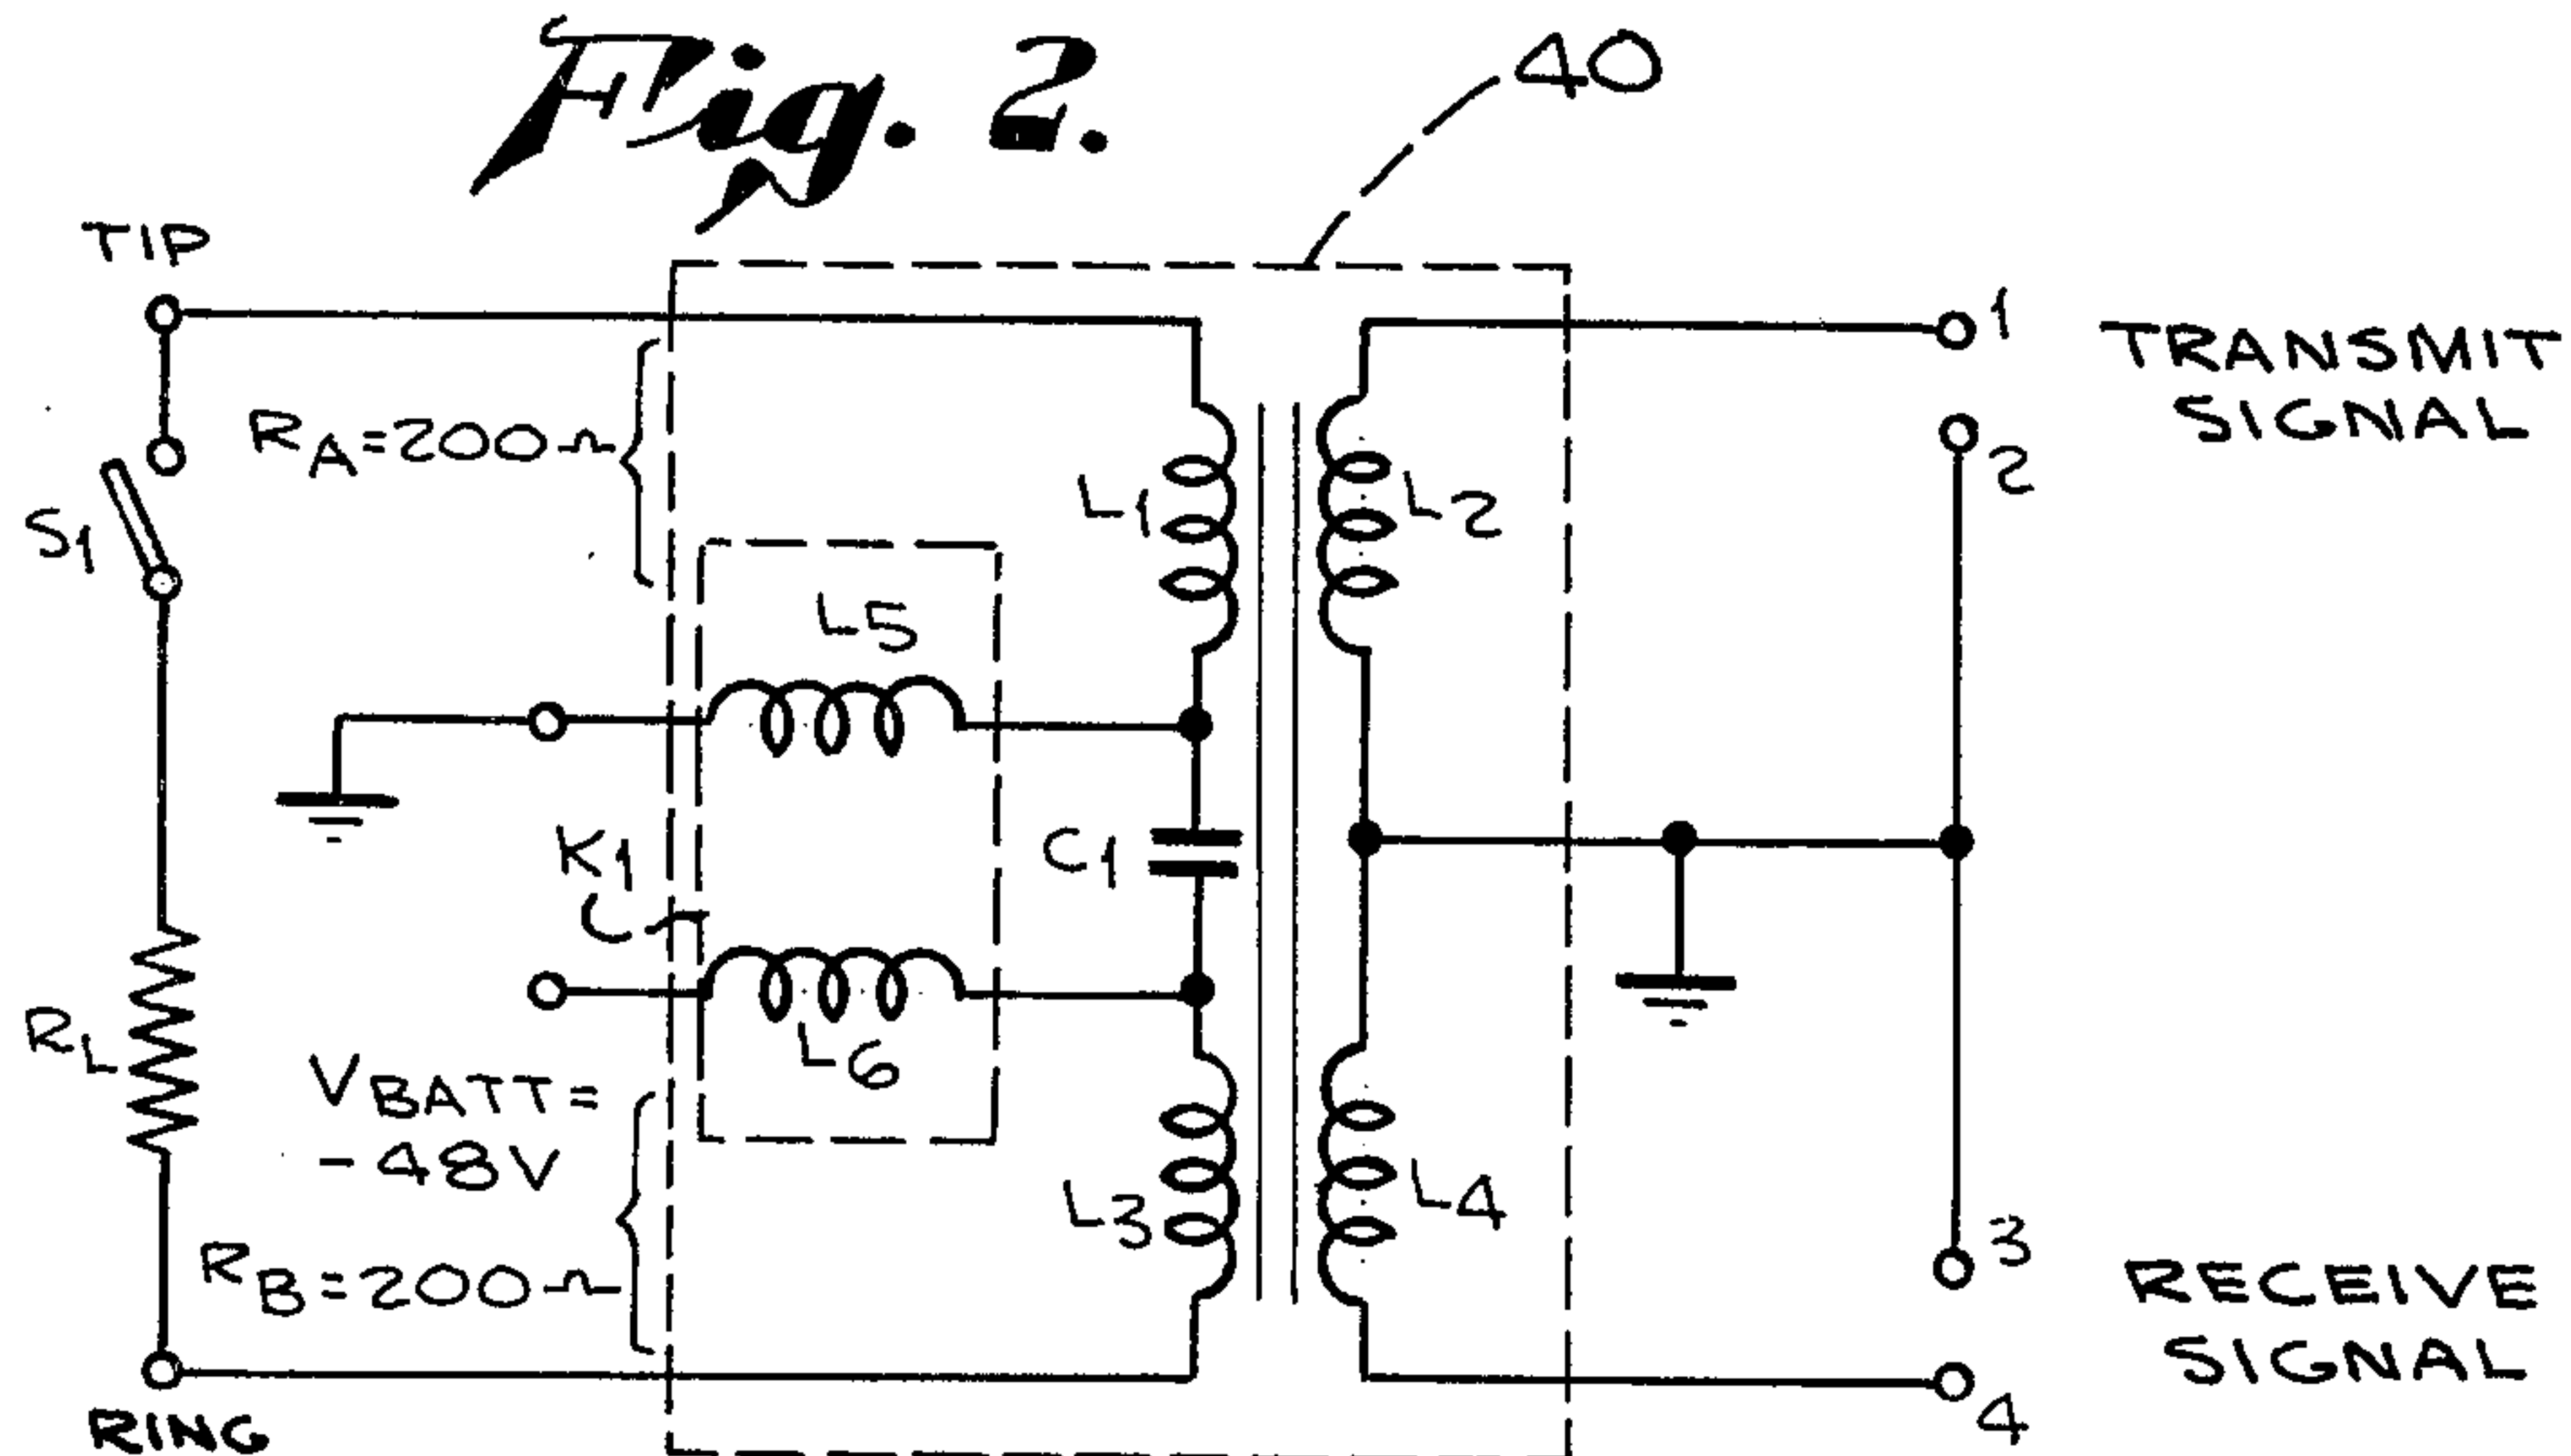 Fig. 2.
40
TIP
1
TRANSMIT
SIGNAL
2
RA=200Ω
S1
L1
L2
L5
K1
C1
RL
L6
VBATT=
-48V
L3
L4
RB=200Ω
3
RECEIVE
SIGNAL
4
RING